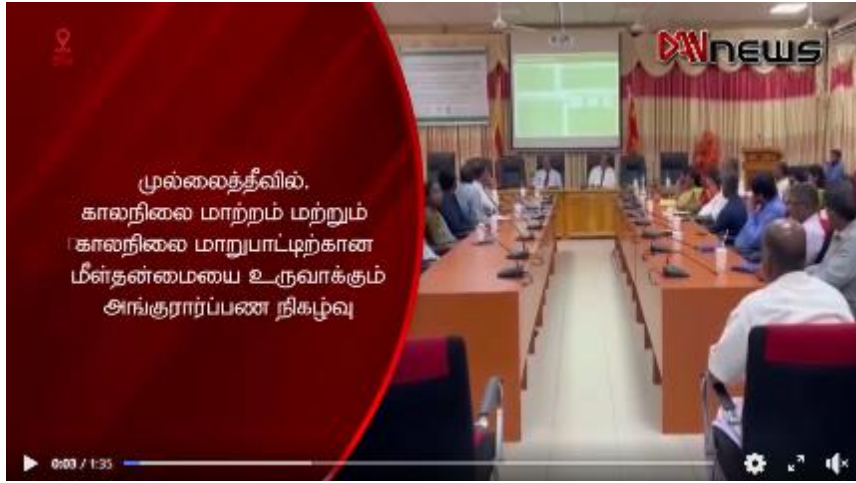 DANnews
முல்லைத்தீவில்,
காலநிலை மாற்றம் மற்றும்
காலநிலை மாறுபாட்டிற்கான
மீள்தன்மையை உருவாக்கும்
அங்குரார்ப்பண நிகழ்வு
0:03 / 1:35